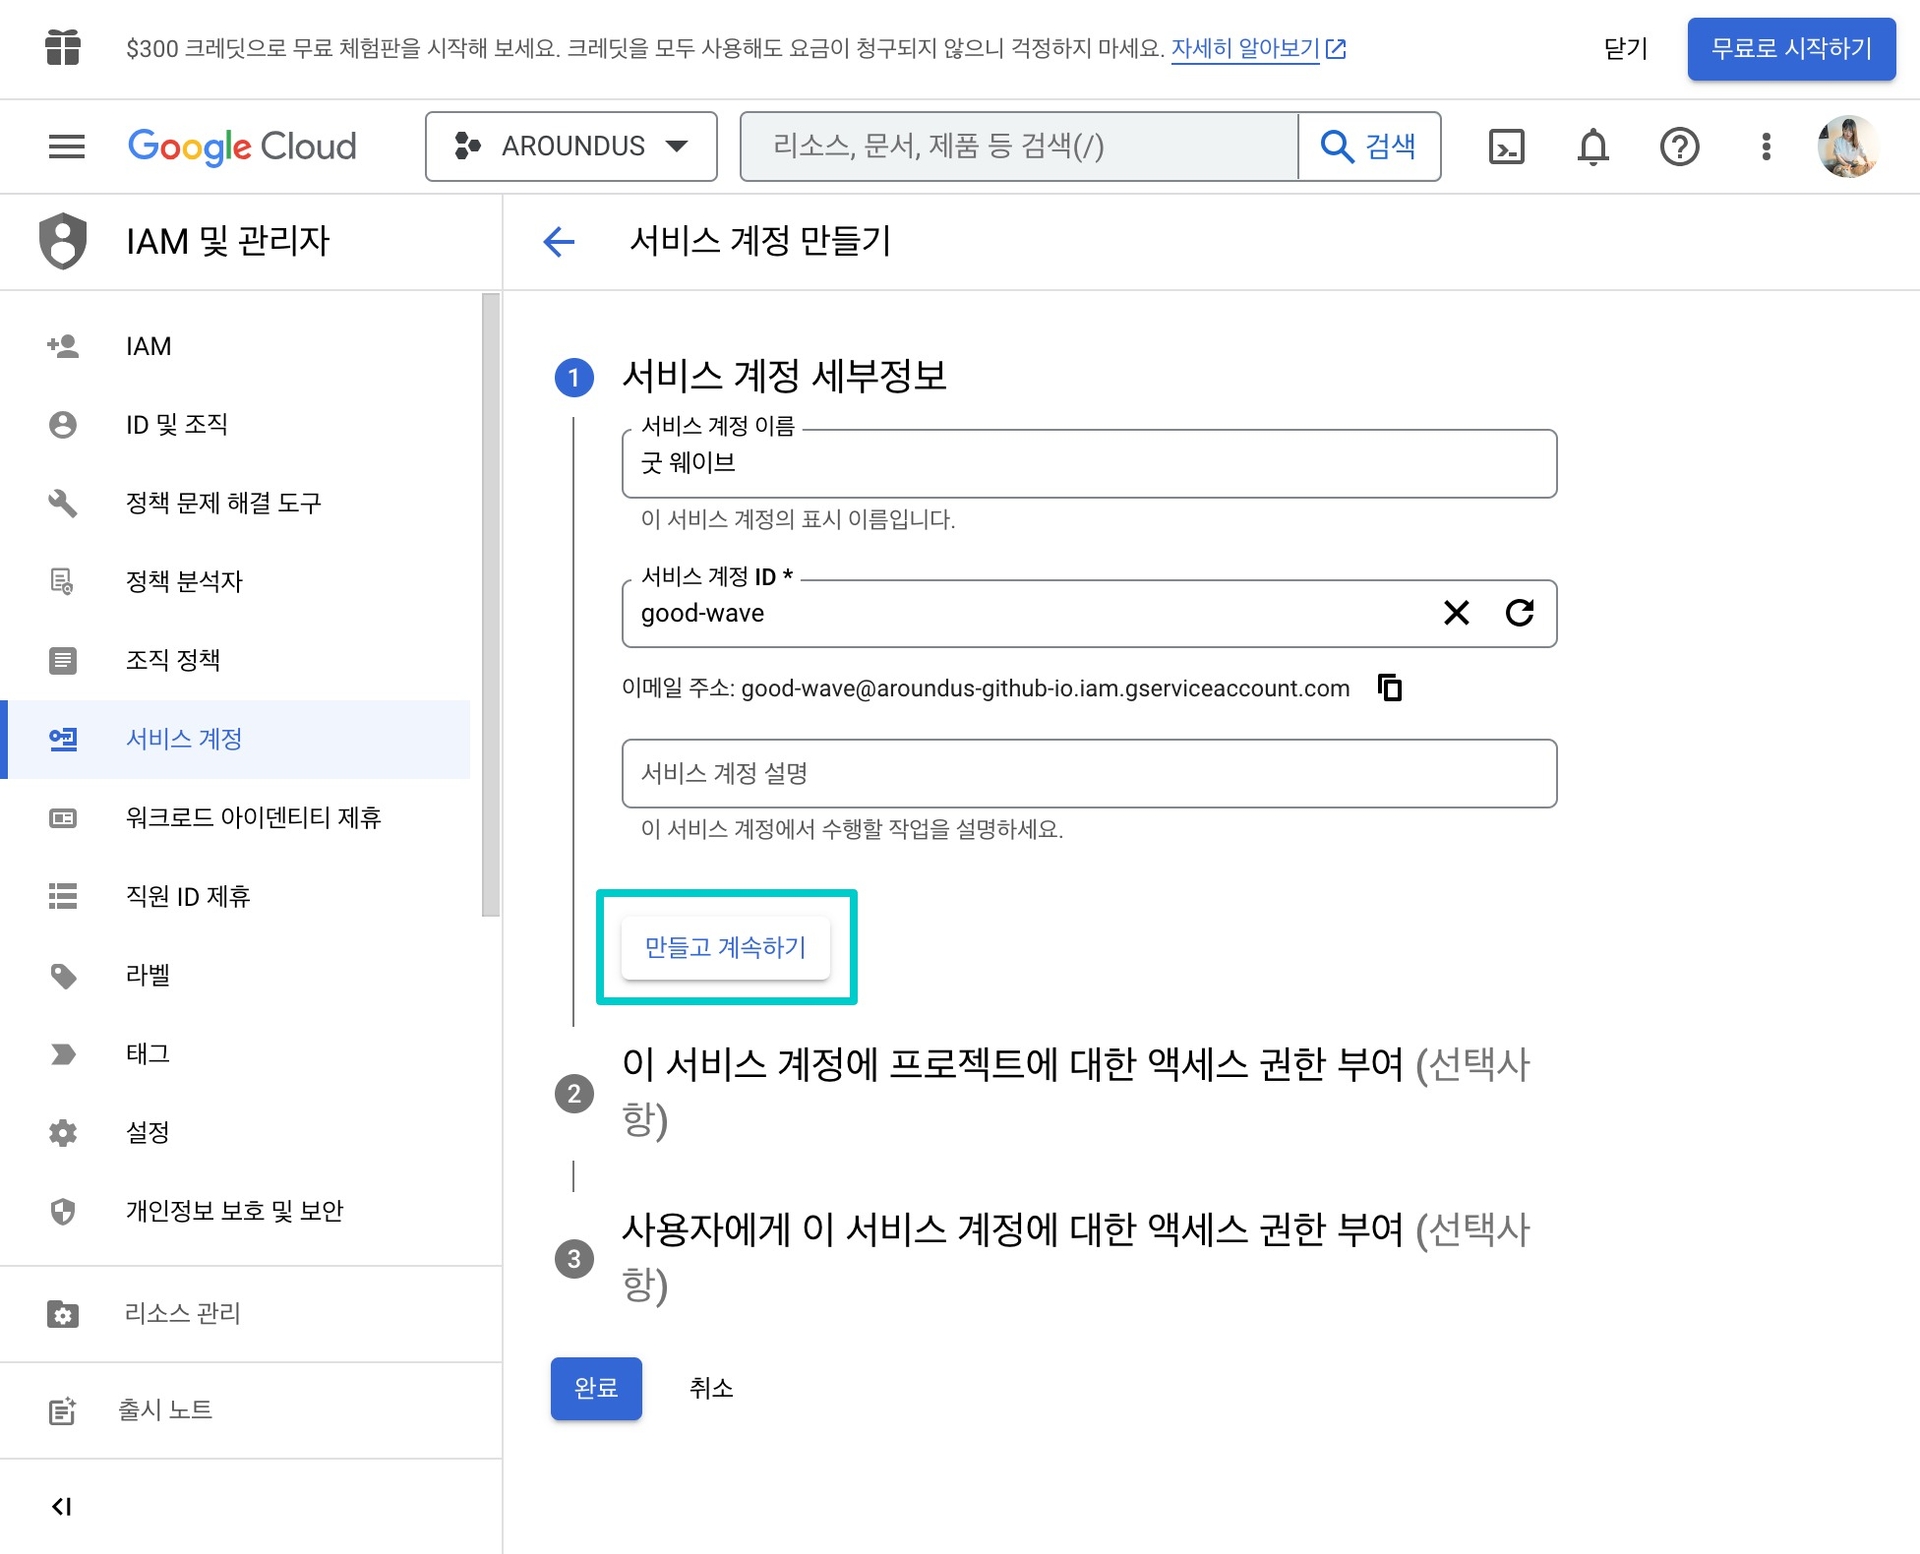 $300 크레딧으로 무료 체험판을 시작해 보세요. 크레딧을 모두 사용해도 요금이 청구되지 않으니 걱정하지 마세요. 자세히 알아보기
닫기
무료로 시작하기
Google Cloud
AROUNDUS
리소스, 문서, 제품 등 검색(/)
검색
IAM 및 관리자
서비스 계정 만들기
IAM
ID 및 조직
정책 문제 해결 도구
정책 분석자
조직 정책
서비스 계정
워크로드 아이덴티티 제휴
직원 ID 제휴
라벨
태그
설정
개인정보 보호 및 보안
리소스 관리
출시 노트
1 서비스 계정 세부정보
서비스 계정 이름
굿 웨이브
이 서비스 계정의 표시 이름입니다.
서비스 계정 ID *
good-wave
이메일 주소: good-wave@aroundus-github-io.iam.gserviceaccount.com
서비스 계정 설명
이 서비스 계정에서 수행할 작업을 설명하세요.
만들고 계속하기
2 이 서비스 계정에 프로젝트에 대한 액세스 권한 부여 (선택사
항)
3 사용자에게 이 서비스 계정에 대한 액세스 권한 부여 (선택사
항)
완료
취소